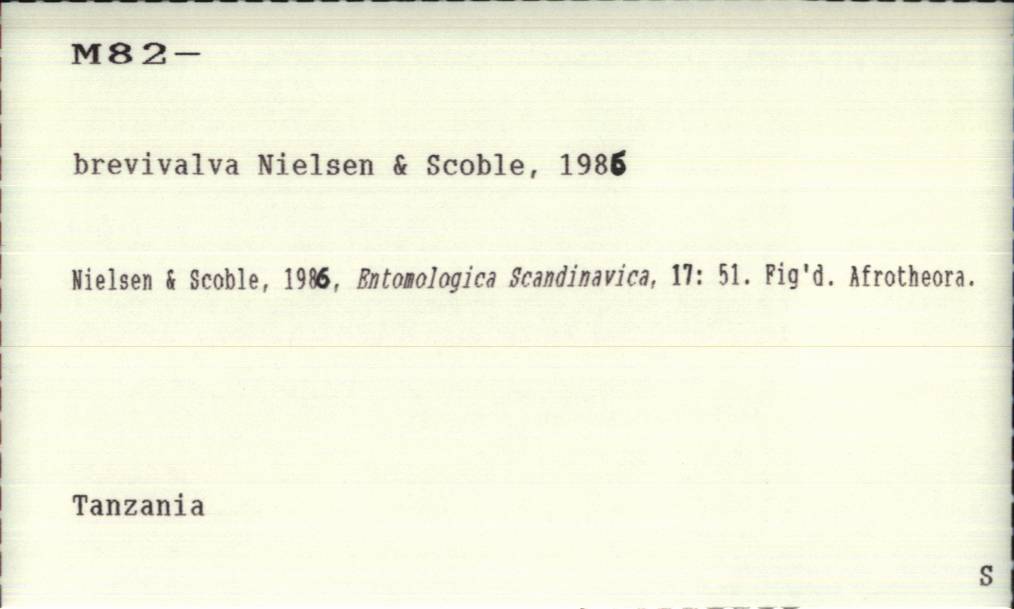 M82-
brevivalva Nielsen & Scoble, 1986
Nielsen & Scoble, 1986, Entomologica Scandinavica, 17: 51. Fig'd. Afrotheora.
Tanzania
S